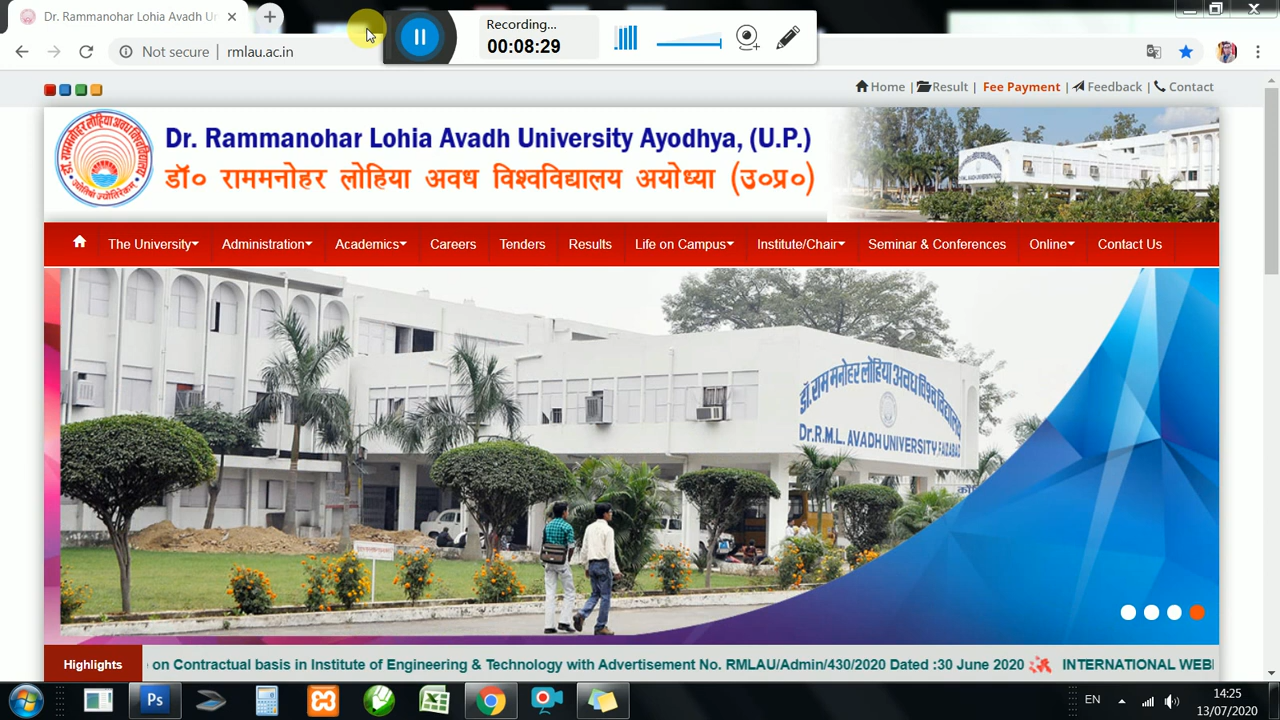 Dr. Rammanohar Lohia Avadh Un
Recording...
00:08:29
Not secure | rmlau.ac.in
Home | Result | Fee Payment | Feedback | Contact
Dr. Rammanohar Lohia Avadh University Ayodhya, (U.P.)
डॉ० राममनोहर लोहिया अवध विश्वविद्यालय अयोध्या (उ०प्र०)
The University Administration Academics Careers Tenders Results Life on Campus Institute/Chair Seminar & Conferences Online Contact Us
डॉ. राम मनोहर लोहिया अवध विश्व विद्यालय
Dr. R.M.L. AVADH UNIVERSITY FAIZABAD
Highlights on Contractual basis in Institute of Engineering & Technology with Advertisement No. RMLAU/Admin/430/2020 Dated :30 June 2020 INTERNATIONAL WEBI
Ps
EN
14:25
13/07/2020